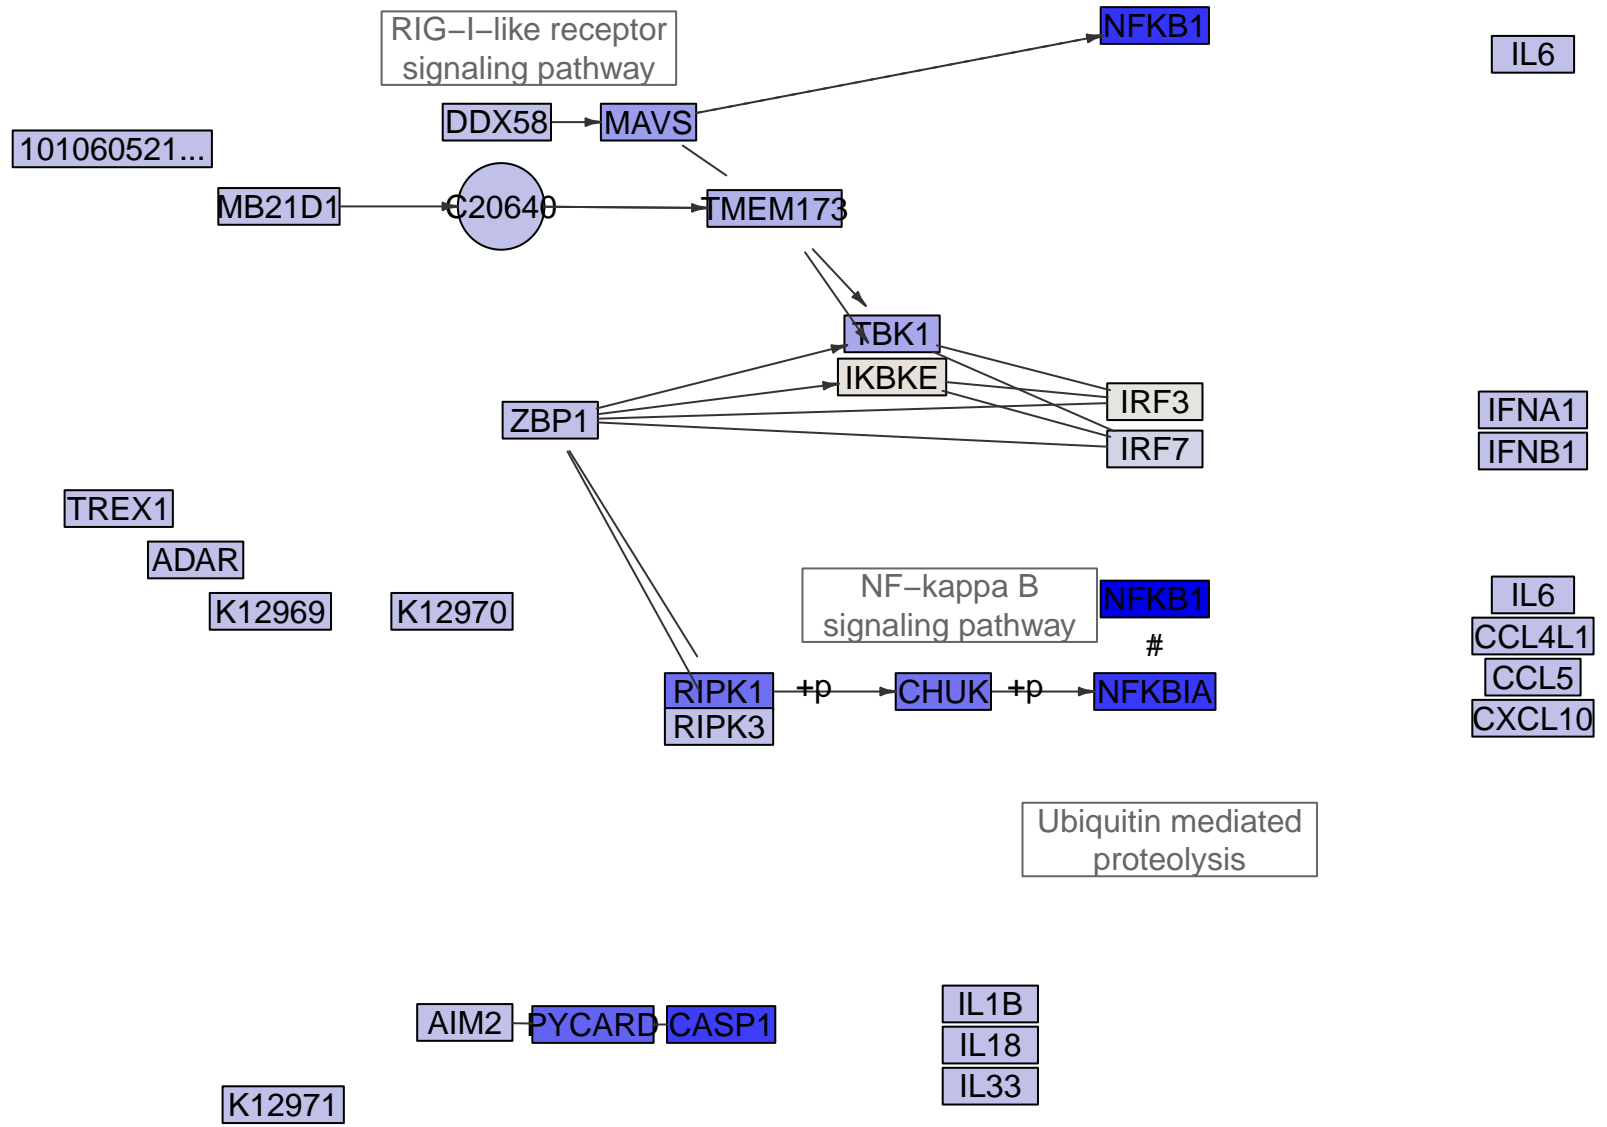 RIG−I−like receptor
signaling pathway
NFKB1
IL6
DDX58
MAVS
101060521...
MB21D1
C20640
TMEM173
TBK1
IKBKE
IRF3
IFNA1
ZBP1
IRF7
IFNB1
TREX1
ADAR
K12969
K12970
NF−kappa B
signaling pathway
NFKB1
IL6
#
CCL4L1
RIPK1
+p
CHUK
+p
NFKBIA
CCL5
RIPK3
CXCL10
Ubiquitin mediated
proteolysis
AIM2
PYCARD
CASP1
IL1B
IL18
IL33
K12971